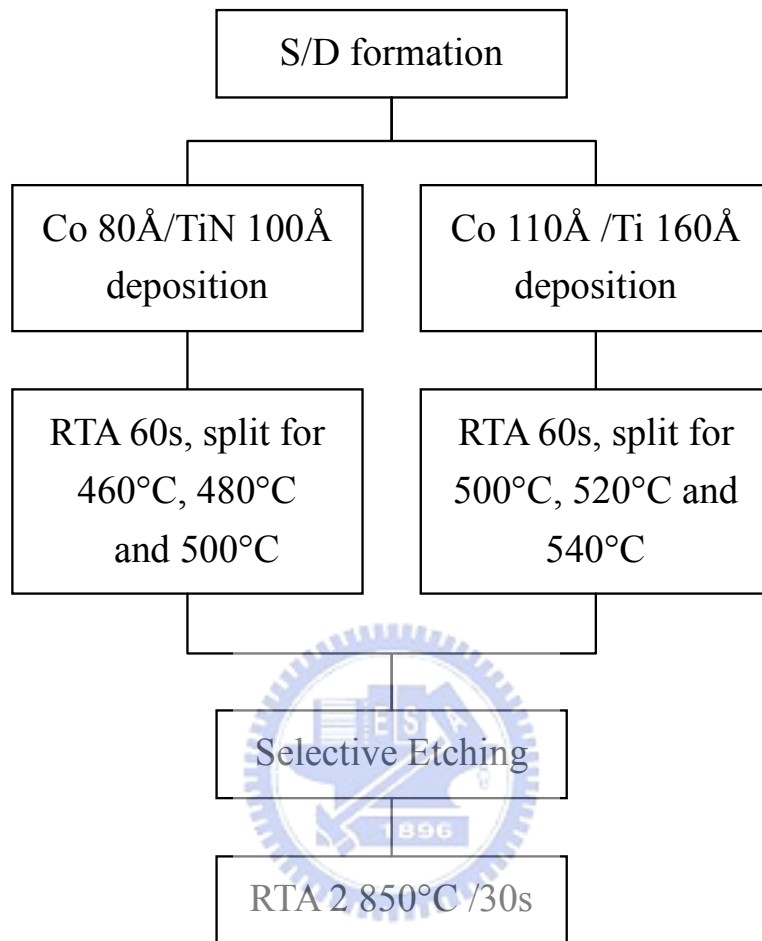 S/D formation
Co 80Å/TiN 100Å
deposition
Co 110Å /Ti 160Å
deposition
RTA 60s, split for
460°C, 480°C
and 500°C
RTA 60s, split for
500°C, 520°C and
540°C
E S A
Selective Etching
1896
RTA 2 850°C /30s